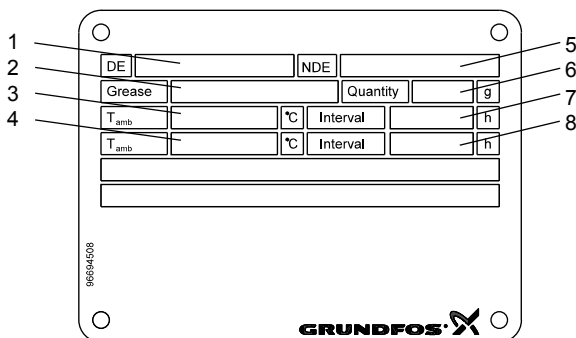 1
2
3
4
5
6
7
8
DE NDE
Grease Quantity g
Tamb °C Interval h
Tamb °C Interval h
96694508
GRUNDFOS